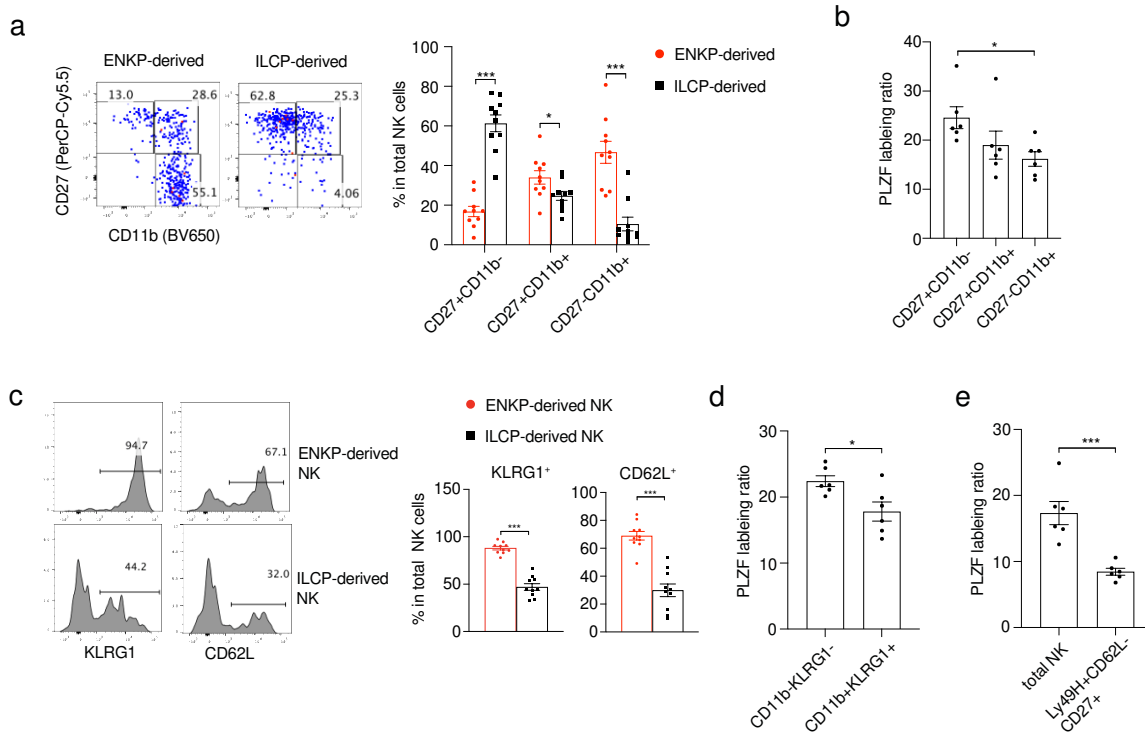 a
ENKP-derived
ILCP-derived
13.0
28.6
55.1
62.8
25.3
4.06
CD27 (PerCP-Cy5.5)
CD11b (BV650)
% in total NK cells
100
80
60
40
20
0
***
*
***
CD27+CD11b-
CD27+CD11b+
CD27-CD11b+
ENKP-derived
ILCP-derived
b
PLZF labeleing ratio
40
30
20
10
0
*
CD27+CD11b-
CD27+CD11b+
CD27-CD11b+
c
94.7
67.1
ENKP-derived
NK
44.2
32.0
ILCP-derived
NK
KLRG1
CD62L
ENKP-derived NK
ILCP-derived NK
KLRG1+
CD62L+
% in total NK cells
150
100
50
0
***
100
80
60
40
20
0
***
d
PLZF lableing ratio
30
20
10
0
*
CD11b-KLRG1-
CD11b+KLRG1+
e
PLZF lableing ratio
30
20
10
0
***
total NK
Ly49H+CD62L-
CD27+